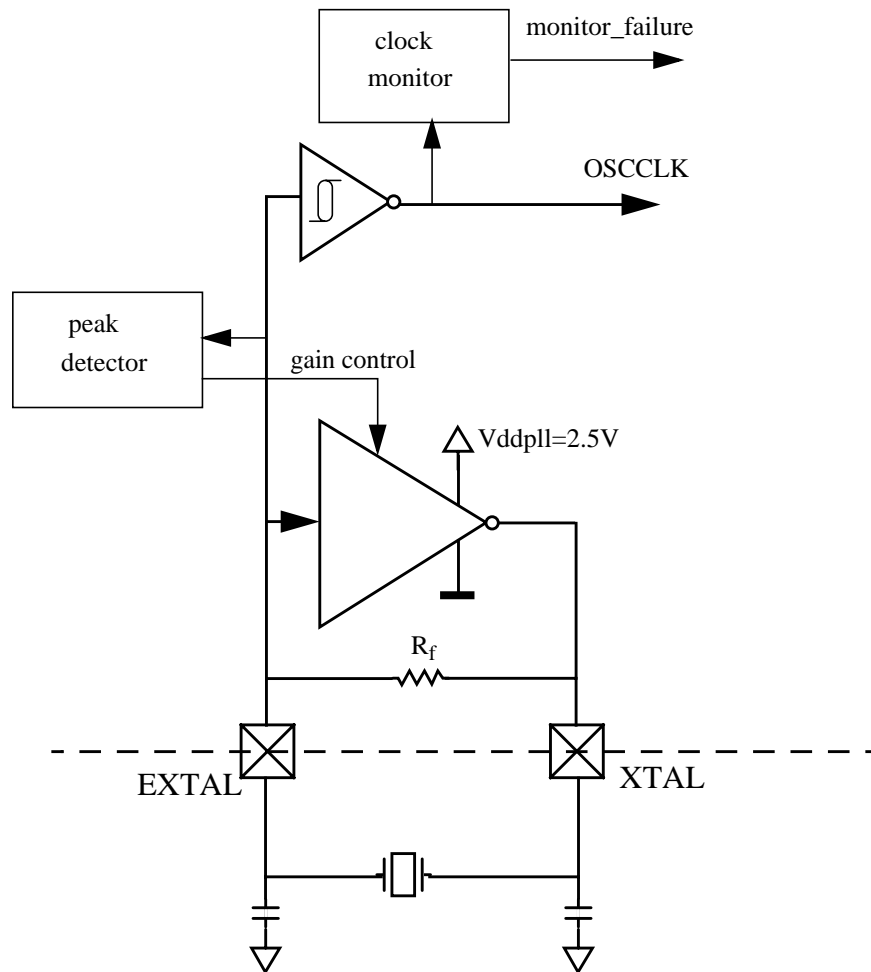 clock
monitor
monitor_failure
OSCCLK
peak
detector
gain control
Vddpll=2.5V
Rf
EXTAL
XTAL